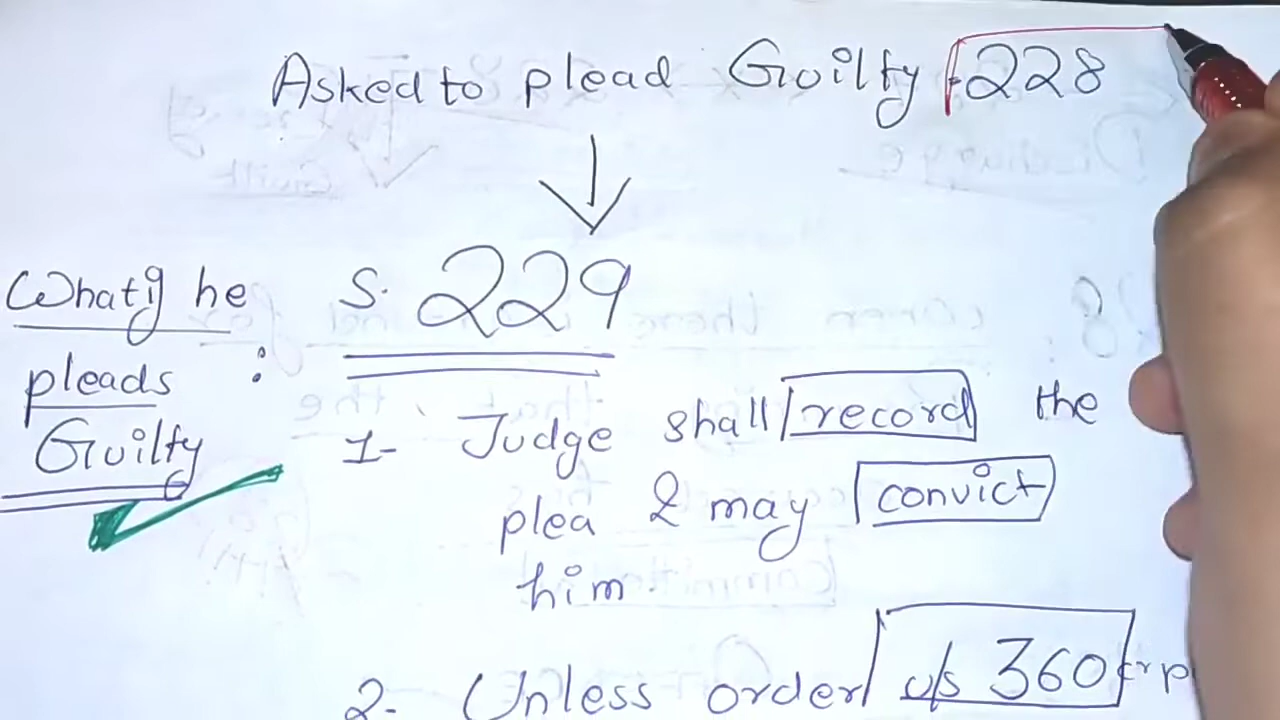 Asked to plead Guilty - 228
S. 229
What if he
pleads :
Guilty
1- Judge shall record the
plea & may convict
him.
2- Unless order u/s 360 crp